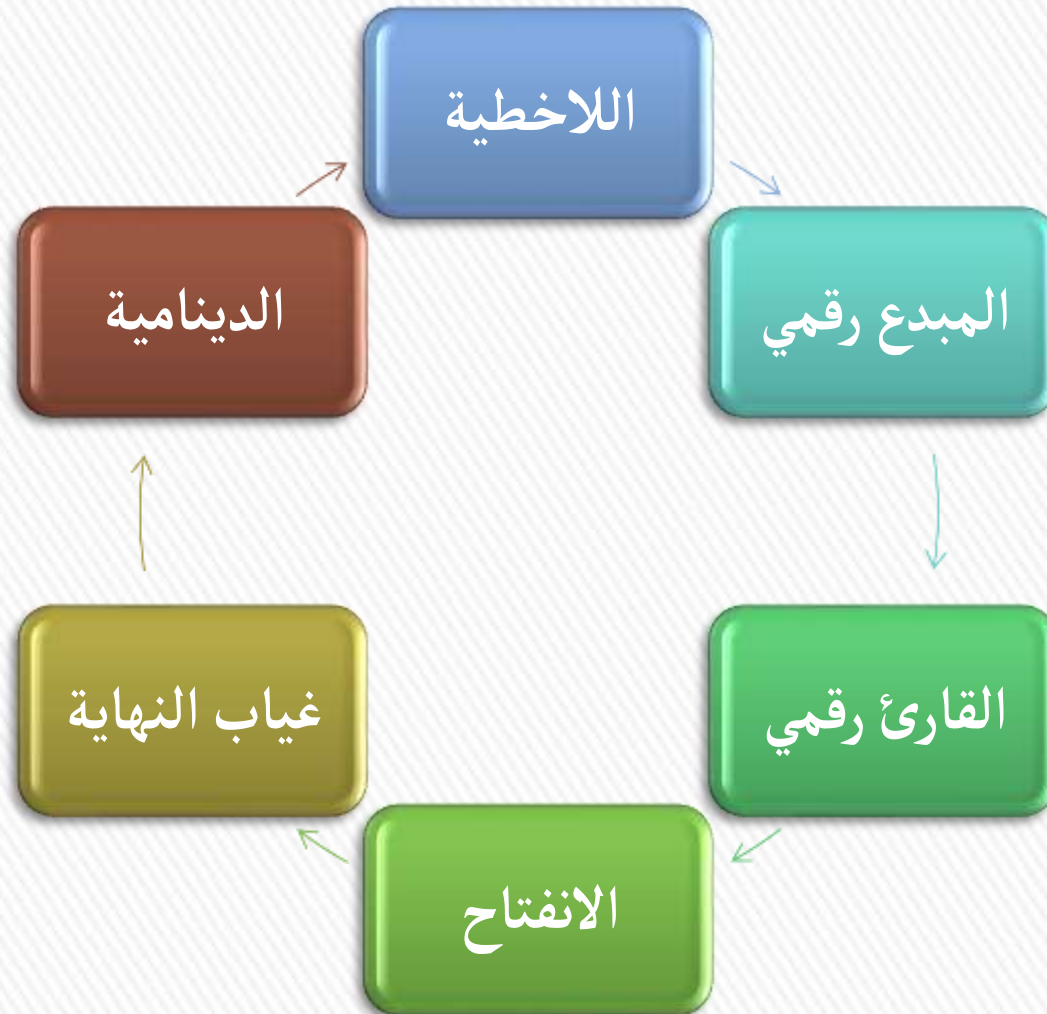 اللاخطية
المبدع رقمي
القارئ رقمي
الانفتاح
غياب النهاية
الدينامية